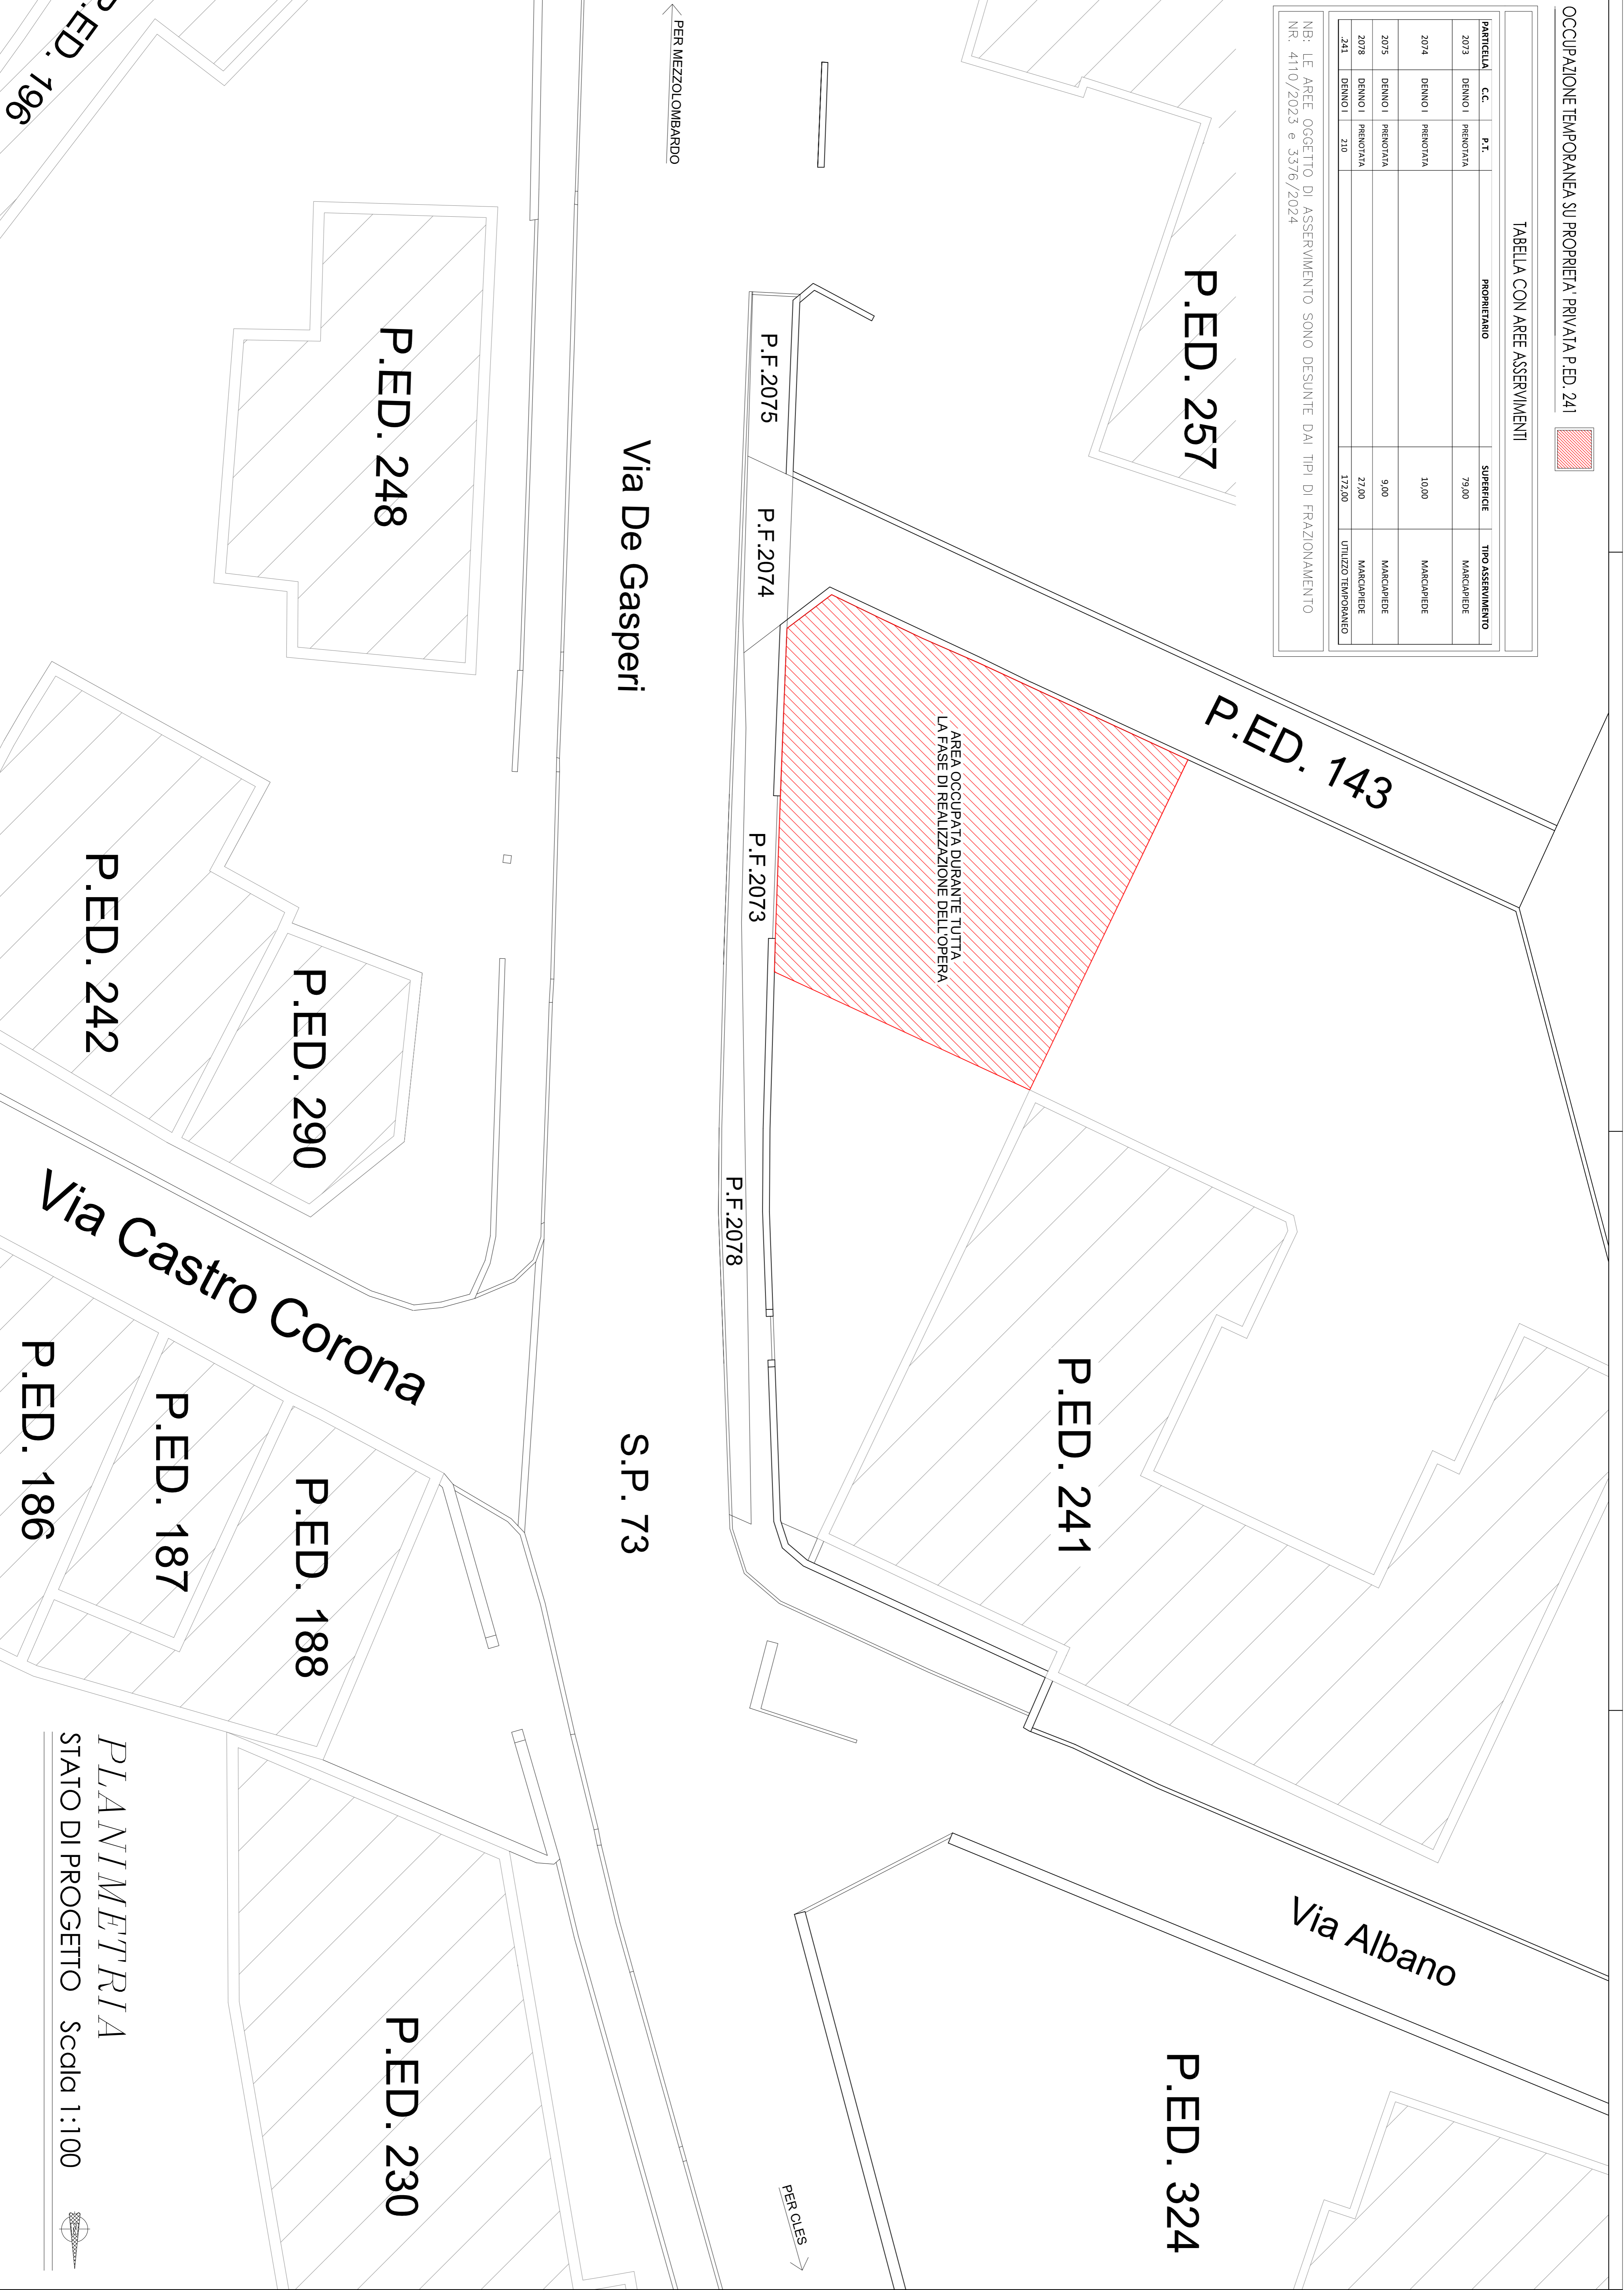 OCCUPAZIONE TEMPORANEA SU PROPRIETA' PRIVATA P.ED. 241
TABELLA CON AREE ASSERVIMENTI
PARTICELLA C.C. P.T. PROPRIETARIO SUPERFICIE TIPO ASSERVIMENTO
2073 DENNO I PRENOTATA 79,00 MARCIAPIEDE
2074 DENNO I PRENOTATA 10,00 MARCIAPIEDE
2075 DENNO I PRENOTATA 9,00 MARCIAPIEDE
2078 DENNO I PRENOTATA 27,00 MARCIAPIEDE
.241 DENNO I 210 172,00 UTILIZZO TEMPORANEO
NB: LE AREE OGGETTO DI ASSERVIMENTO SONO DESUNTE DAI TIPI DI FRAZIONAMENTO
NR. 4110/2023 e 3376/2024
P.ED. 257
P.ED. 143
P.ED. 324
Via Albano
P.ED. 241
AREA OCCUPATA DURANTE TUTTA
LA FASE DI REALIZZAZIONE DELL'OPERA
P.F.2075
P.F.2074
P.F.2073
P.F.2078
PER CLES
PER MEZZOLOMBARDO
Via De Gasperi
S.P. 73
P.ED. 248
P.ED. 230
P.ED. 290
P.ED. 188
Via Castro Corona
P.ED. 187
P.ED. 242
P.ED. 186
P.ED. 196
PLANIMETRIA
STATO DI PROGETTO Scala 1:100